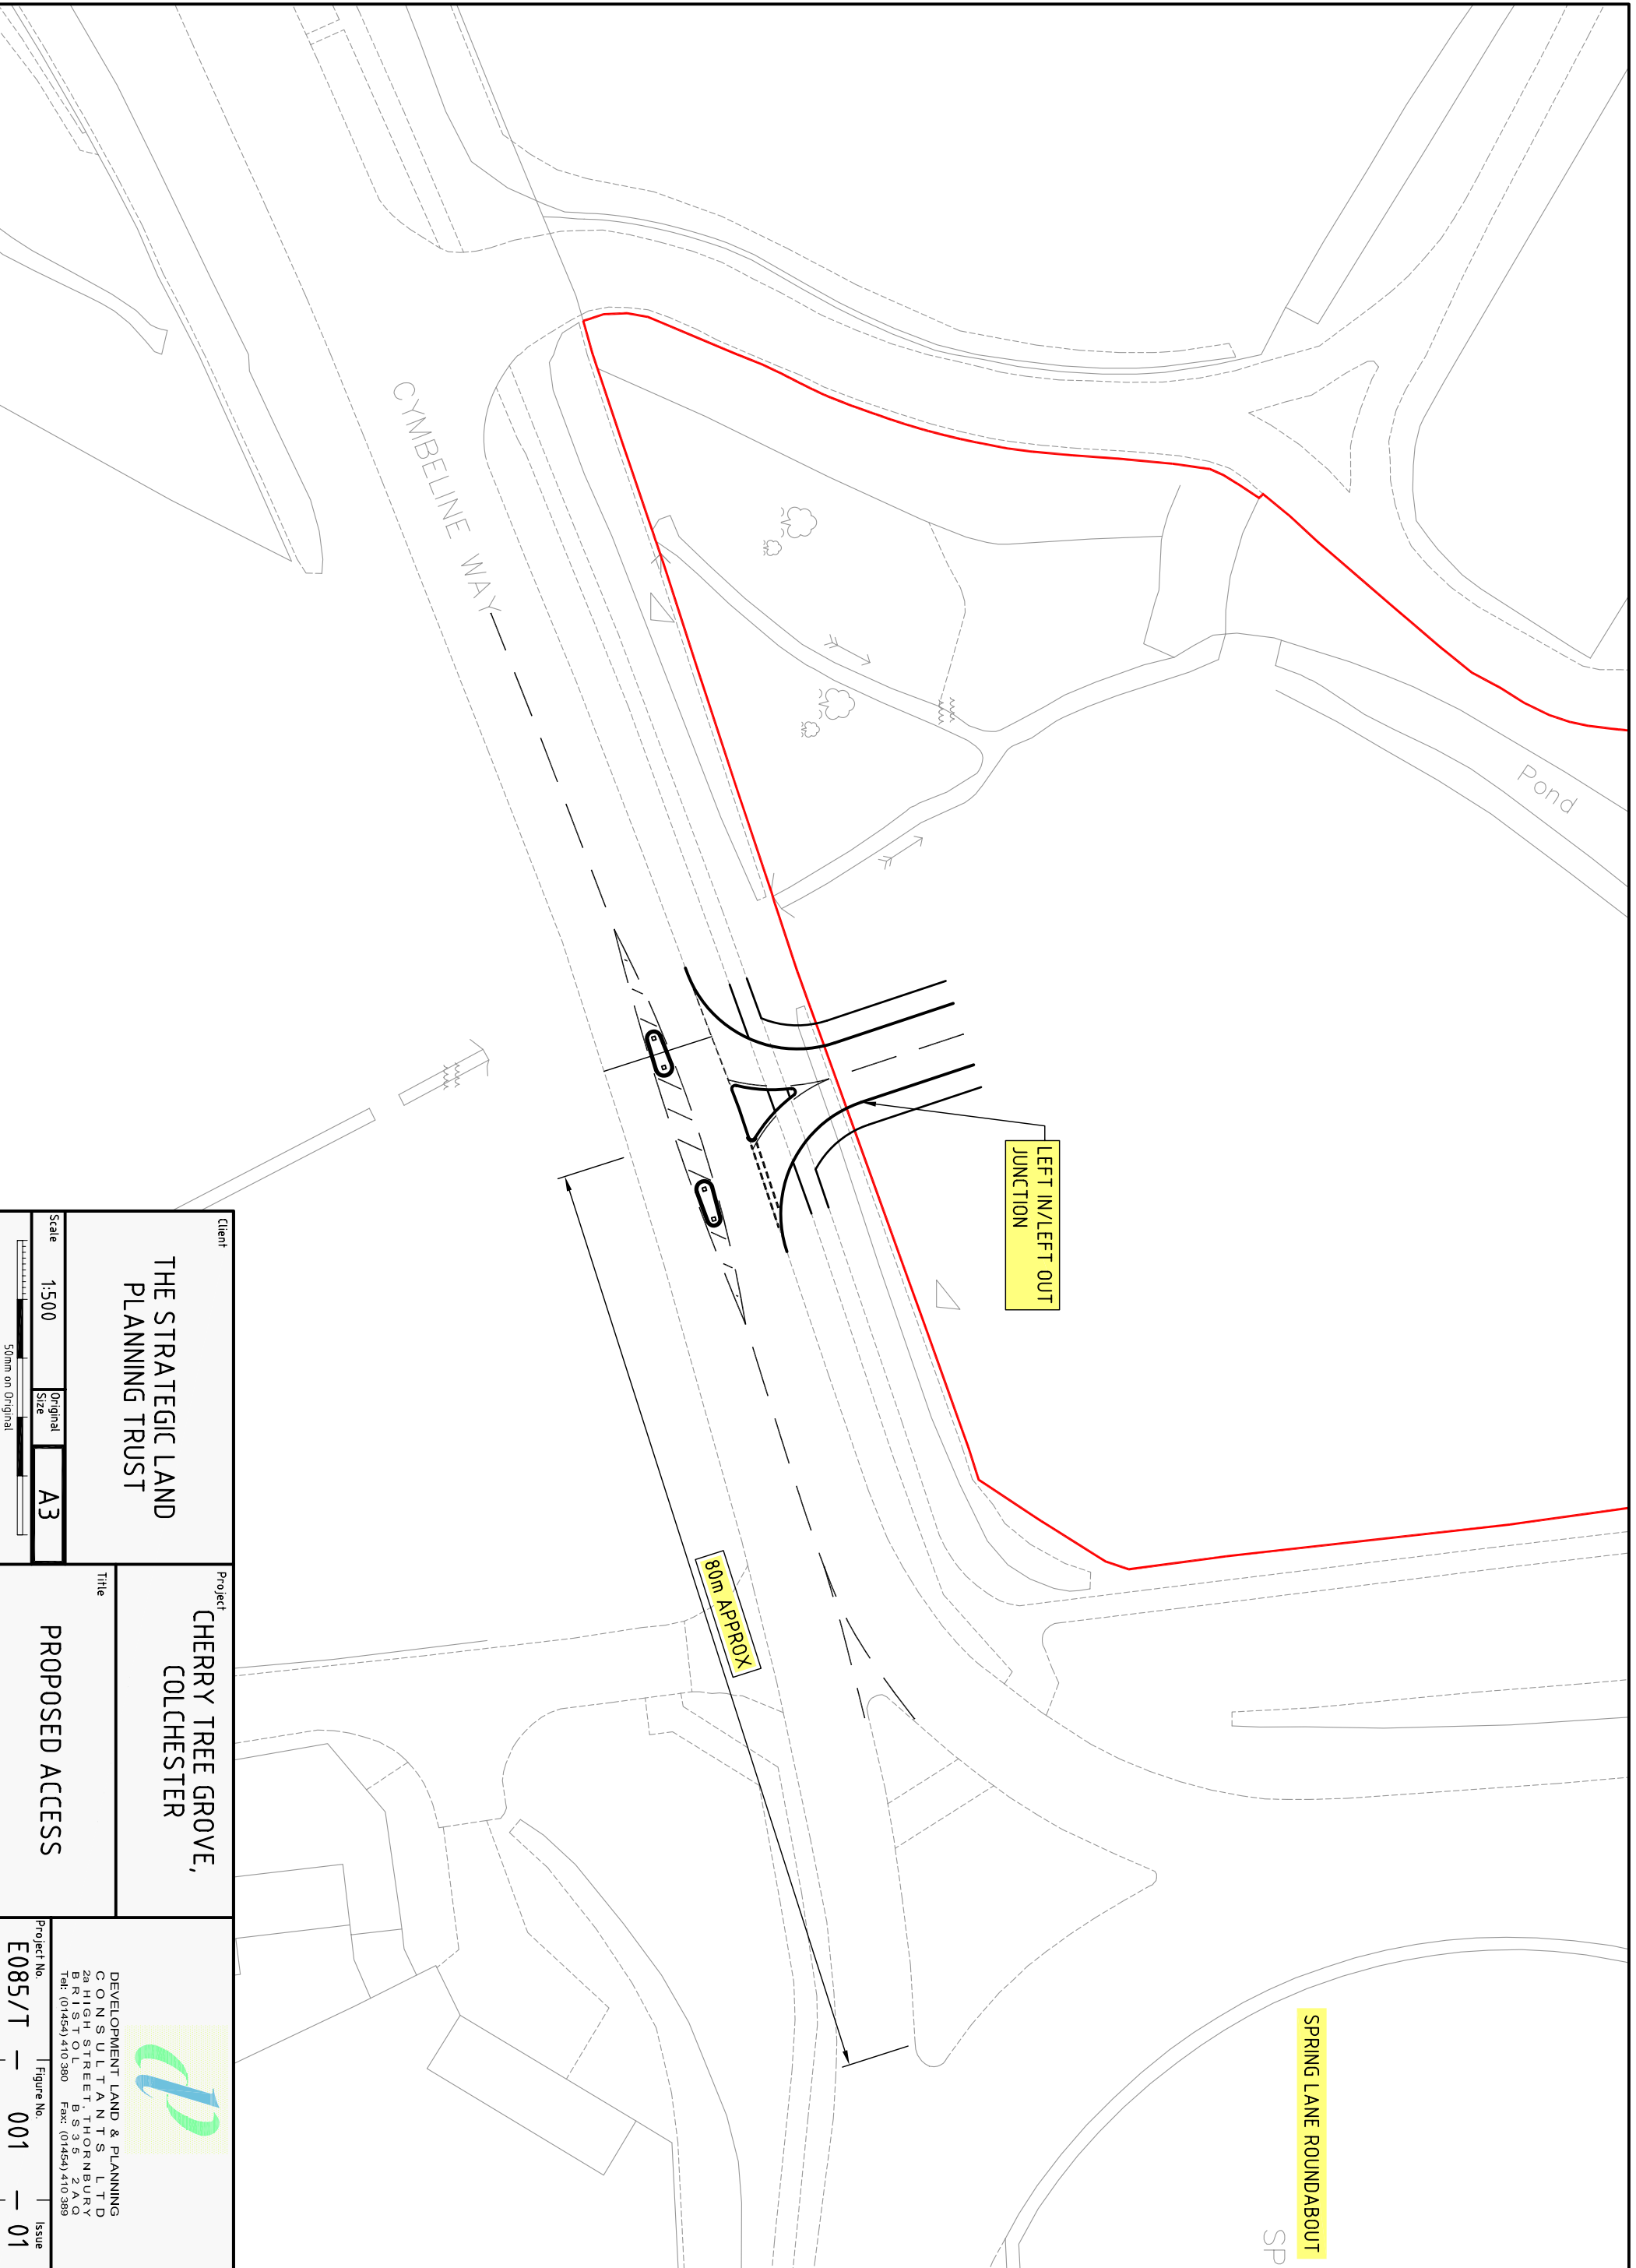 CYMBELINE WAY
Pond
LEFT IN/LEFT OUT
JUNCTION
80m APPROX
SPRING LANE ROUNDABOUT
SP
Client
THE STRATEGIC LAND
PLANNING TRUST
Scale
1:500
Original
Size
A3
50mm on Original
Project
CHERRY TREE GROVE,
COLCHESTER
Title
PROPOSED ACCESS
dlp
DEVELOPMENT LAND & PLANNING
CONSULTANTS LTD
2a HIGH STREET, THORNBURY
BRISTOL BS35 2AQ
Tel: (01454) 410 380 Fax: (01454) 410 389
Project No.
E085/T
Figure No.
— 001
Issue
— 01